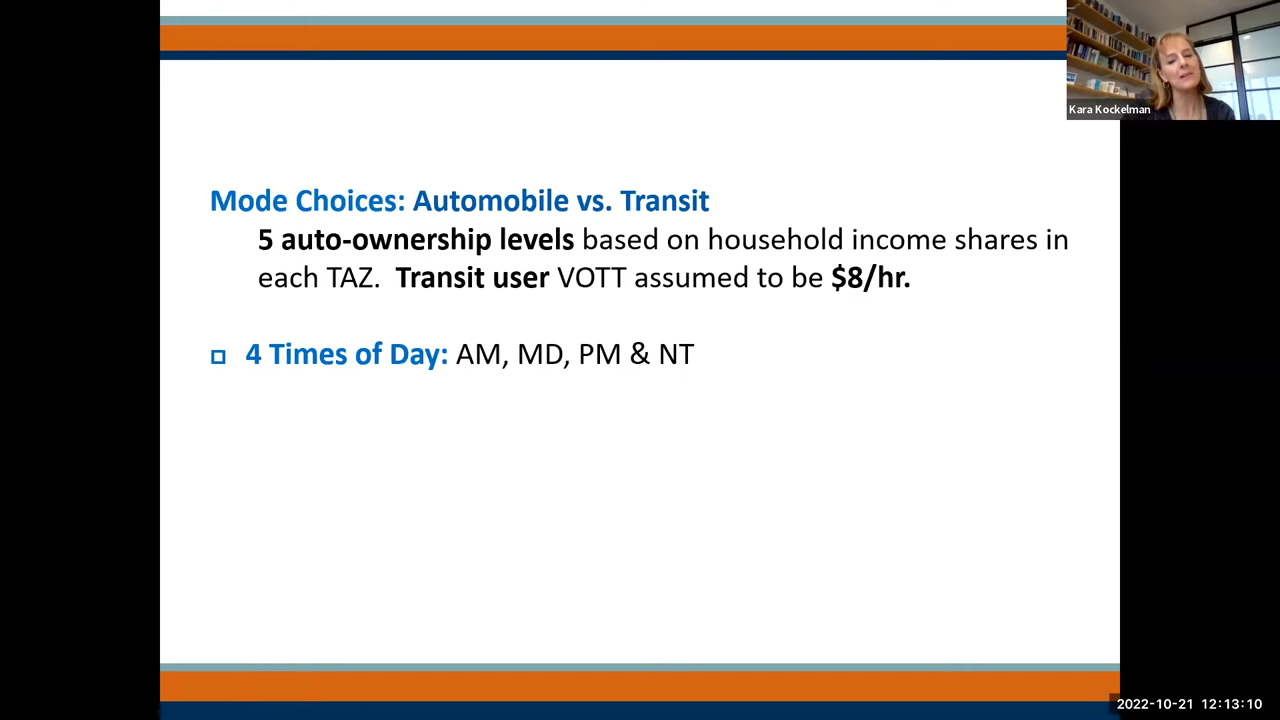 Kara Kockelman
Mode Choices: Automobile vs. Transit
5 auto-ownership levels based on household income shares in
each TAZ. Transit user VOTT assumed to be $8/hr.
4 Times of Day: AM, MD, PM & NT
2022-10-21 12:13:10